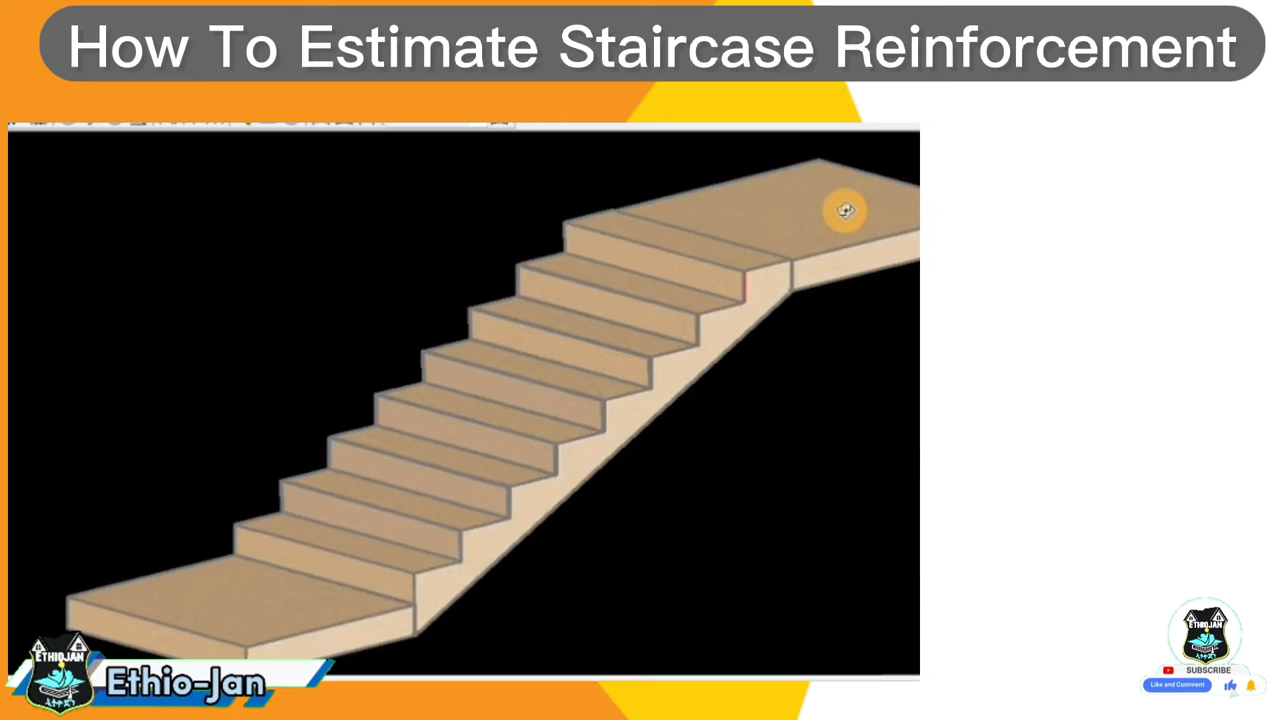 How To Estimate Staircase Reinforcement
ETHIOJAN
Ethio-Jan
ETHIOJAN
SUBSCRIBE
Like and Comment